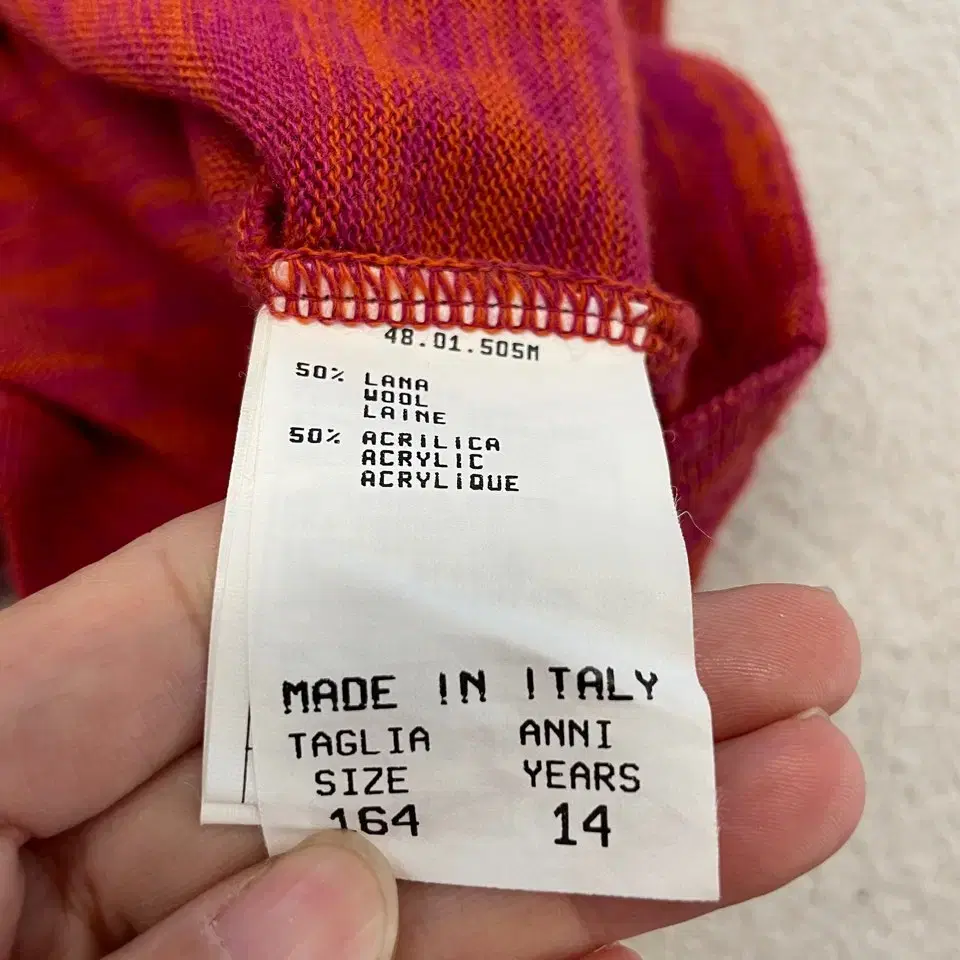 48.01.505M
50% LANA
WOOL
LAINE
50% ACRILICA
ACRYLIC
ACRYLIQUE
MADE IN ITALY
TAGLIA ANNI
SIZE YEARS
164 14